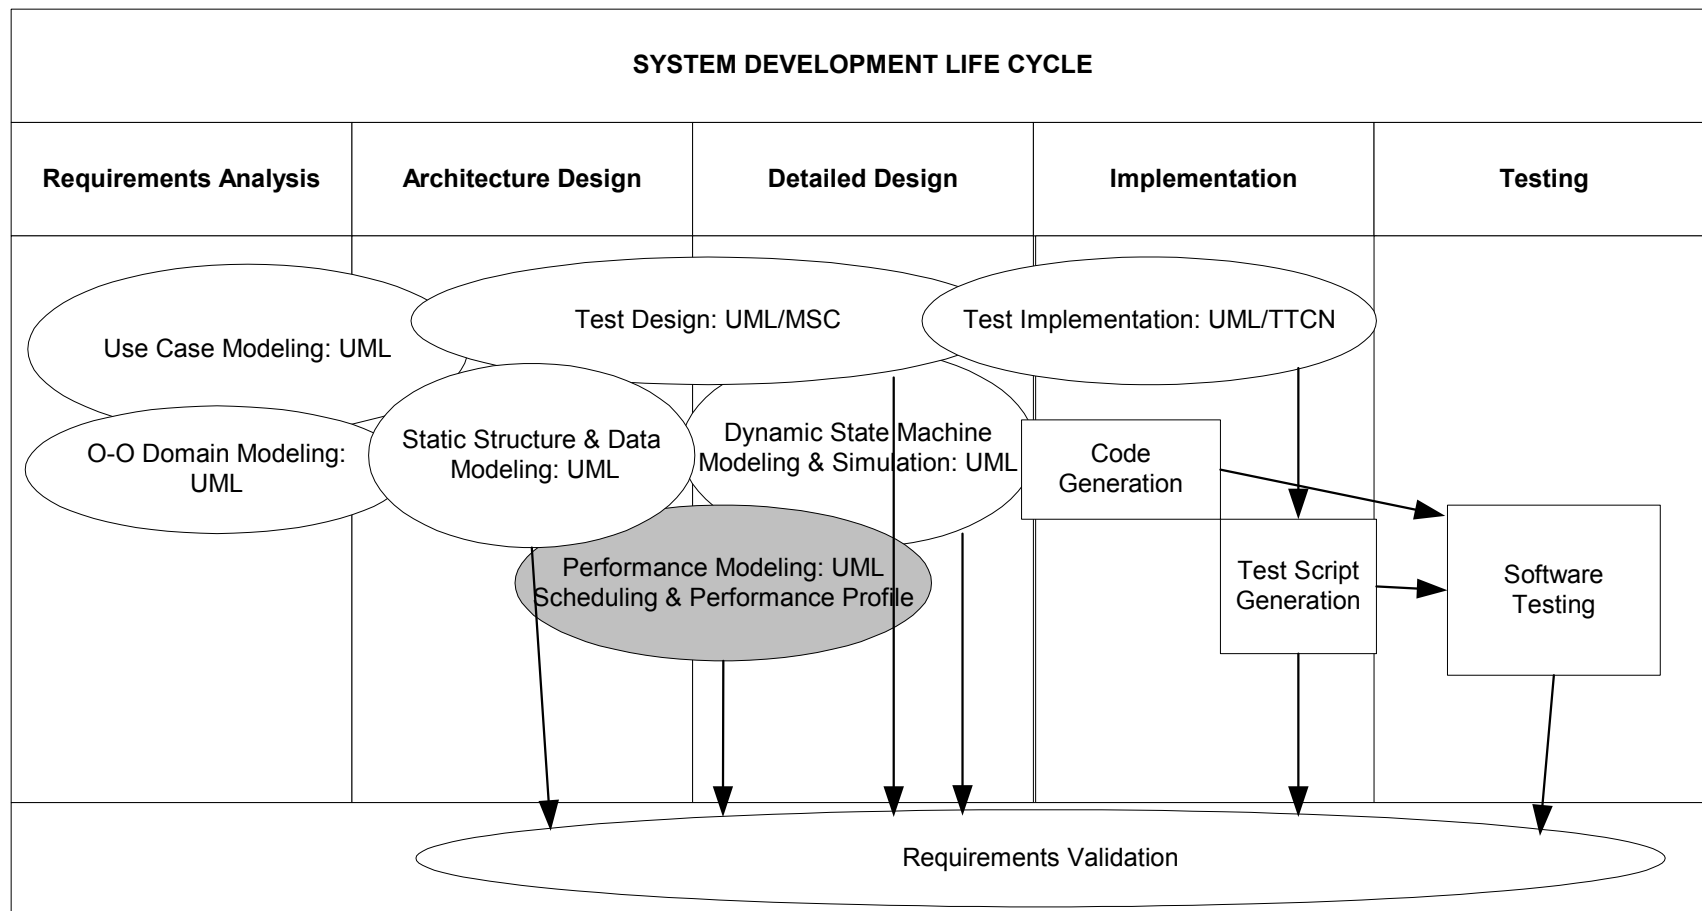 SYSTEM DEVELOPMENT LIFE CYCLE
Requirements Analysis
Architecture Design
Detailed Design
Implementation
Testing
Use Case Modeling: UML
Test Design: UML/MSC
Test Implementation: UML/TTCN
O-O Domain Modeling:
UML
Static Structure & Data
Modeling: UML
Dynamic State Machine
Modeling & Simulation: UML
Code
Generation
Performance Modeling: UML
Scheduling & Performance Profile
Test Script
Generation
Software
Testing
Requirements Validation